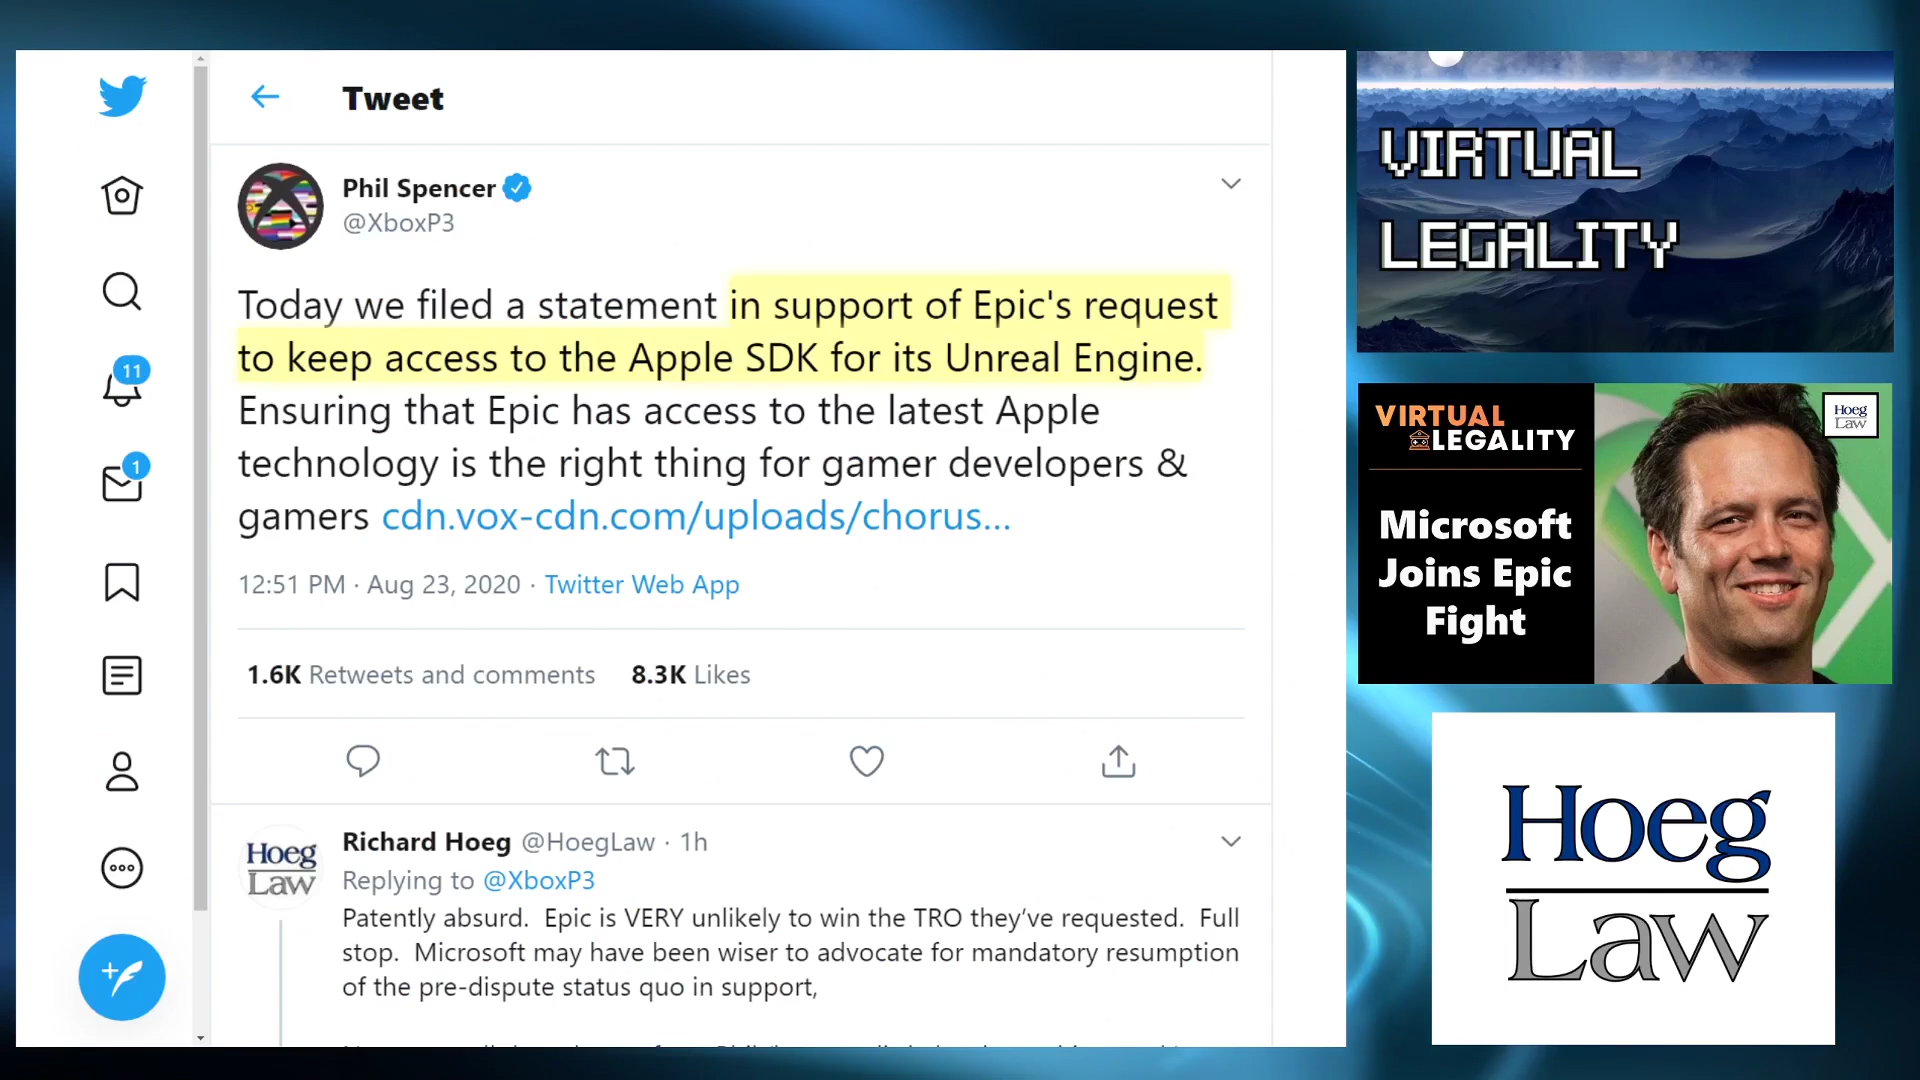 Tweet
Phil Spencer
@XboxP3
Today we filed a statement in support of Epic's request
to keep access to the Apple SDK for its Unreal Engine.
Ensuring that Epic has access to the latest Apple
technology is the right thing for gamer developers &
gamers cdn.vox-cdn.com/uploads/chorus...
12:51 PM · Aug 23, 2020 · Twitter Web App
1.6K Retweets and comments 8.3K Likes
11
1
Hoeg
Law
Richard Hoeg @HoegLaw · 1h
Replying to @XboxP3
Patently absurd. Epic is VERY unlikely to win the TRO they've requested. Full
stop. Microsoft may have been wiser to advocate for mandatory resumption
of the pre-dispute status quo in support,
VIRTUAL
LEGALITY
VIRTUAL
LEGALITY
Hoeg
Law
Microsoft
Joins Epic
Fight
Hoeg
Law